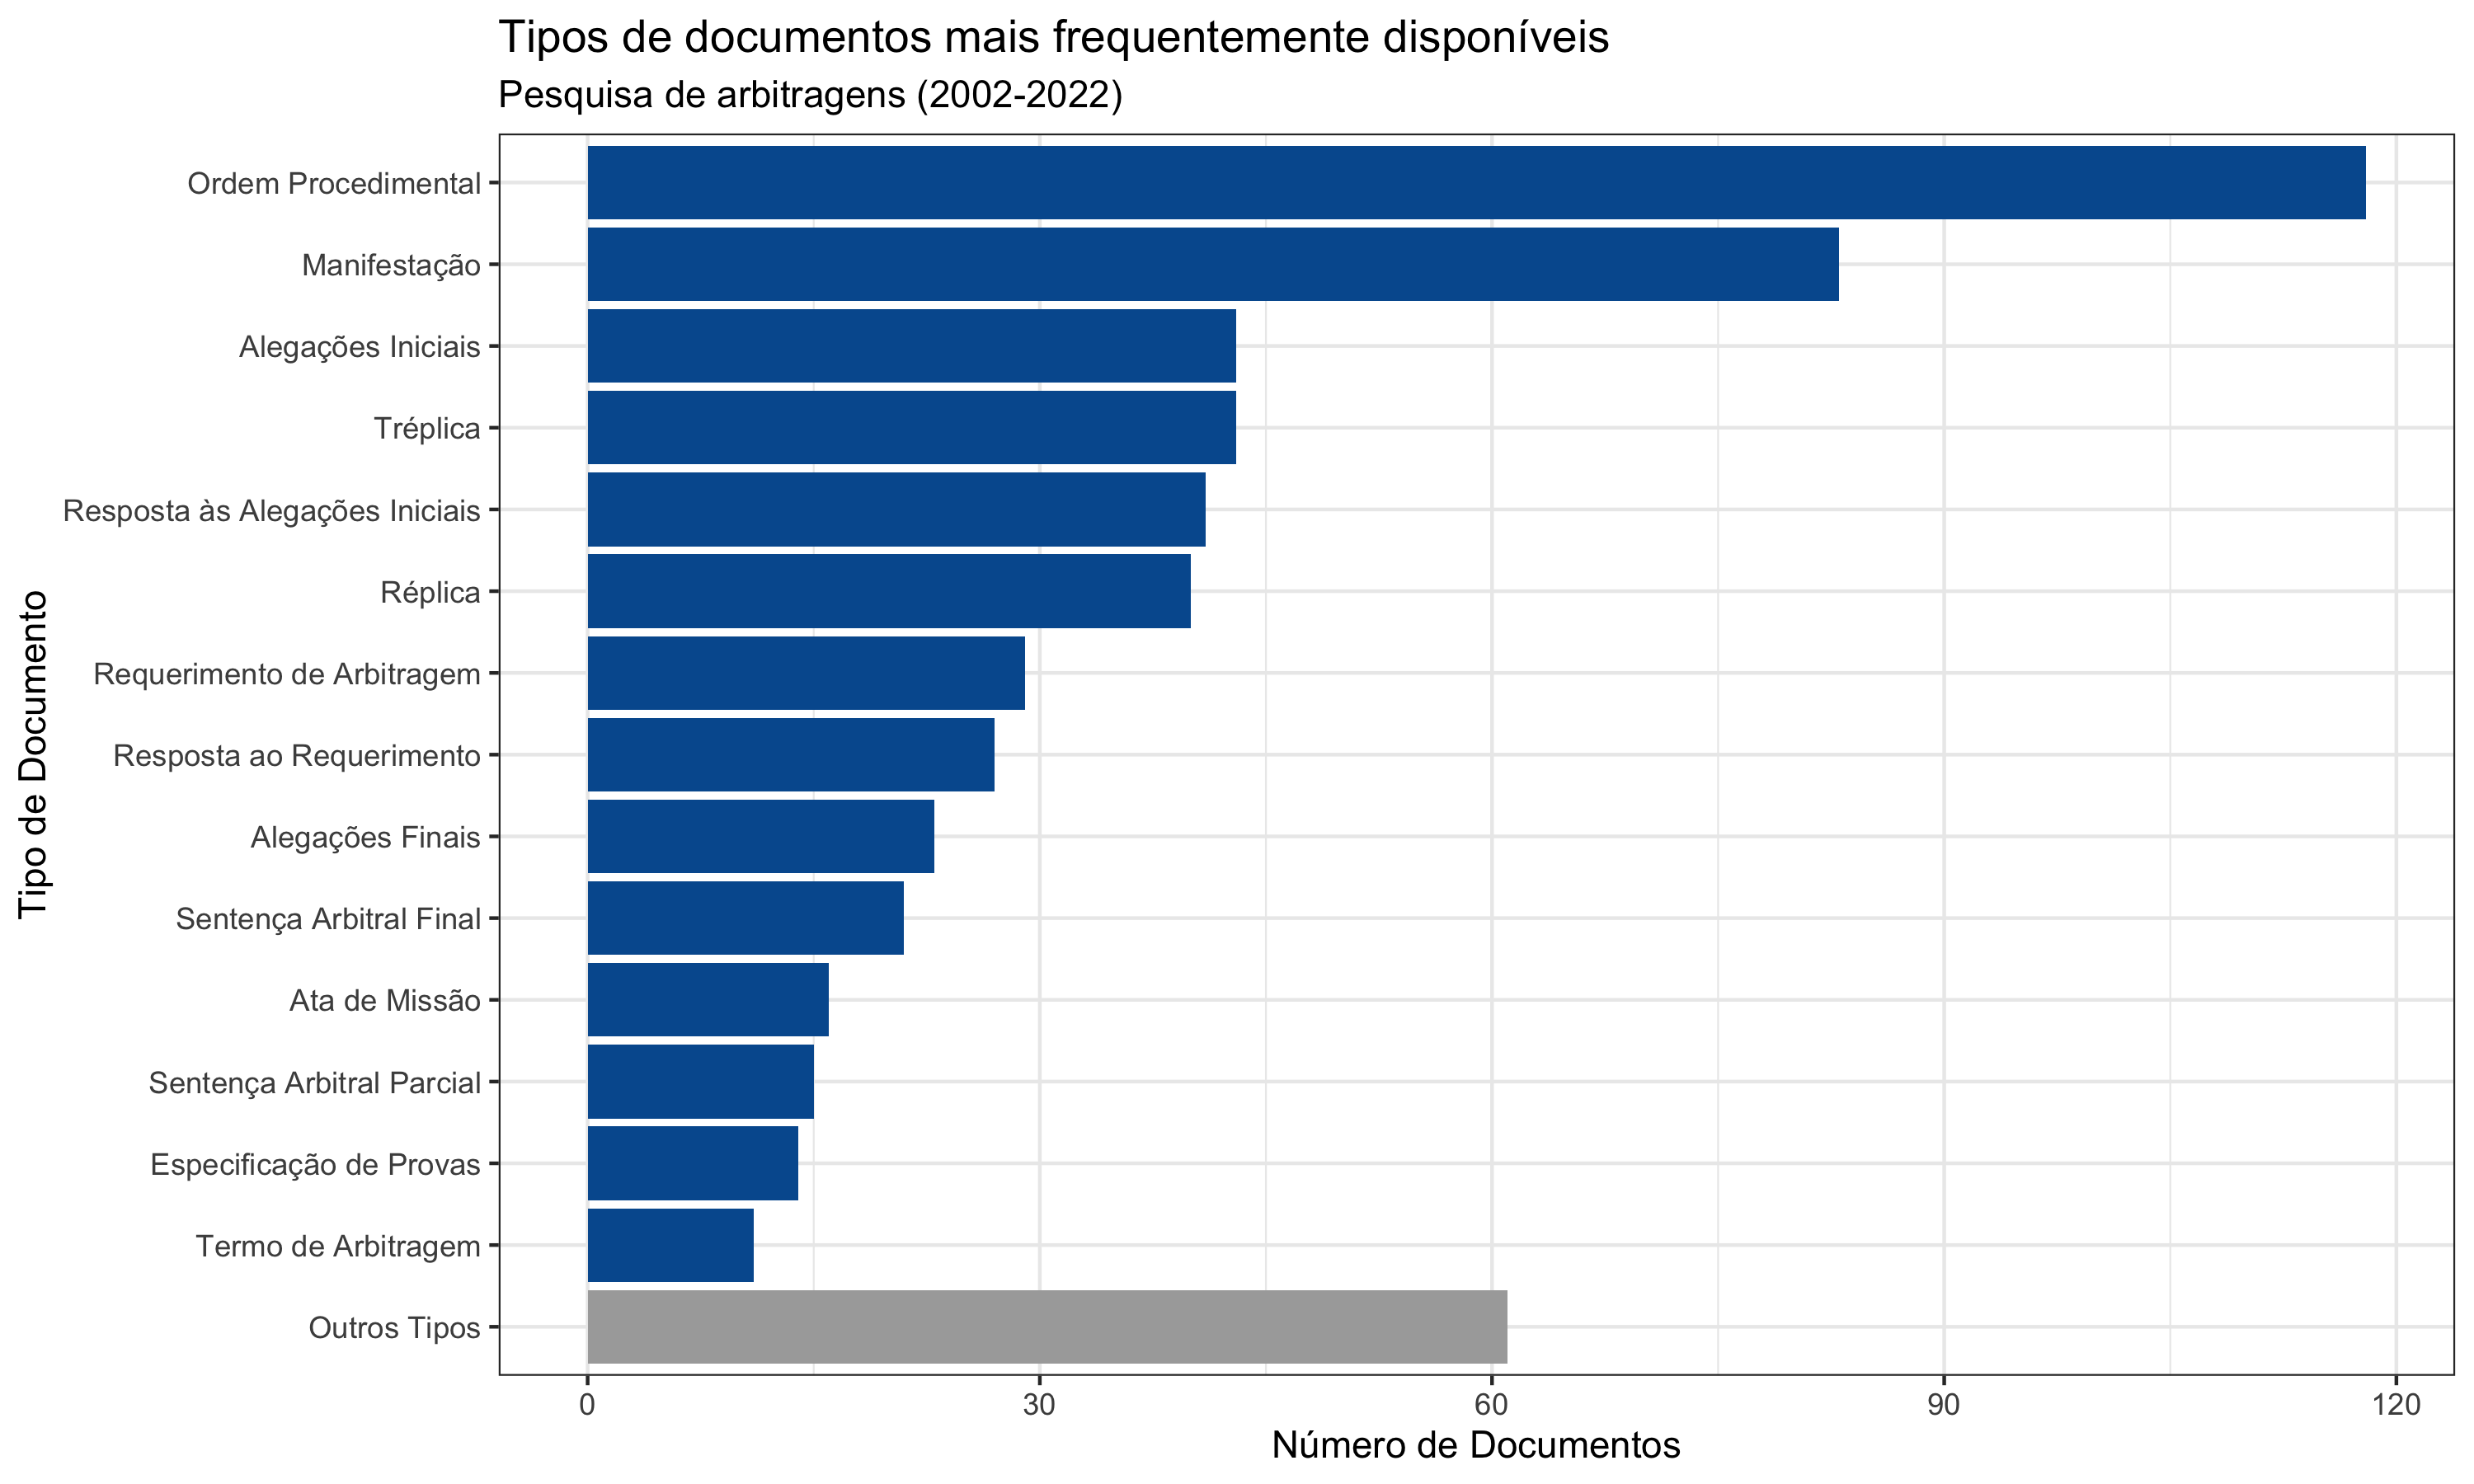 Tipos de documentos mais frequentemente disponíveis
Pesquisa de arbitragens (2002-2022)
Tipo de Documento
Ordem Procedimental
Manifestação
Alegações Iniciais
Tréplica
Resposta às Alegações Iniciais
Réplica
Requerimento de Arbitragem
Resposta ao Requerimento
Alegações Finais
Sentença Arbitral Final
Ata de Missão
Sentença Arbitral Parcial
Especificação de Provas
Termo de Arbitragem
Outros Tipos
0 30 60 90 120
Número de Documentos